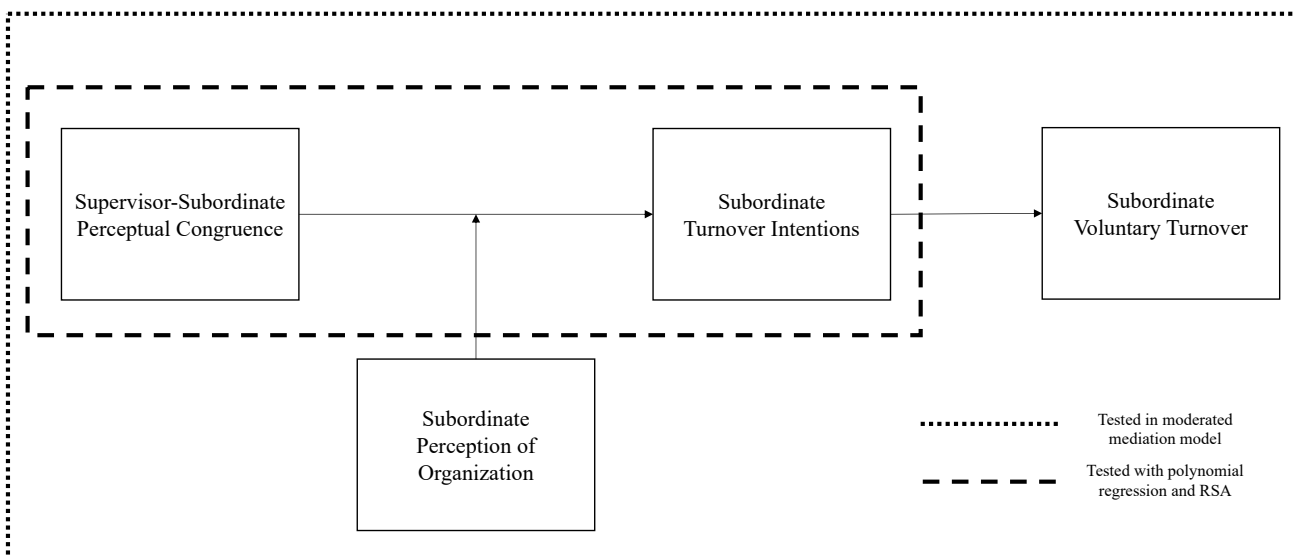 Supervisor-Subordinate
Perceptual Congruence
Subordinate
Turnover Intentions
Subordinate
Voluntary Turnover
Subordinate
Perception of
Organization
Tested in moderated
mediation model
Tested with polynomial
regression and RSA